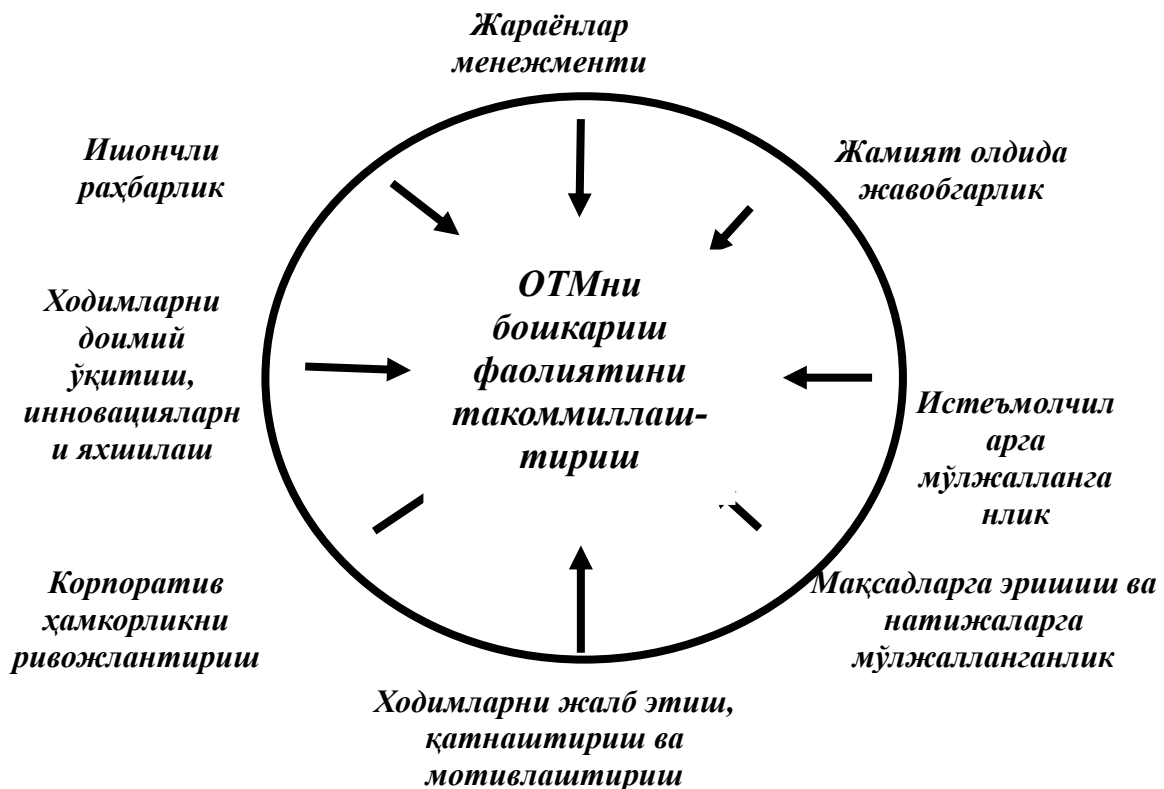 Жараёнлар
менежменти
Ишончли
раҳбарлик
Жамият олдида
жавобгарлик
Ходимларни
доимий
ўқитиш,
инновацияларн
и яхшилаш
ОТМни
бошкариш
фаолиятини
такоммиллаш-
тириш
Истеъмолчил
арга
мўлжалланга
нлик
Корпоратив
ҳамкорликни
ривожлантириш
Мақсадларга эришиш ва
натижаларга
мўлжалланганлик
Ходимларни жалб этиш,
қатнаштириш ва
мотивлаштириш